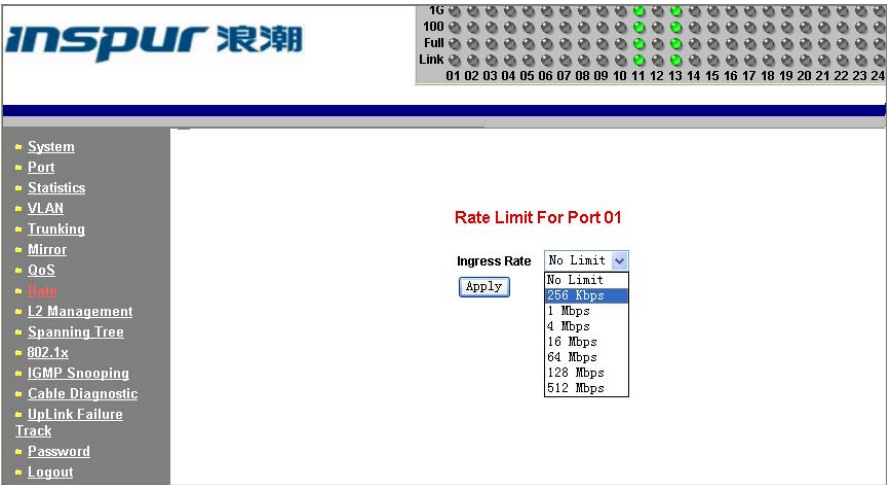 inspur 浪潮
1G
100
Full
Link
01 02 03 04 05 06 07 08 09 10 11 12 13 14 15 16 17 18 19 20 21 22 23 24
System
Port
Statistics
VLAN
Trunking
Mirror
QoS
Rate
L2 Management
Spanning Tree
802.1x
IGMP Snooping
Cable Diagnostic
UpLink Failure
Track
Password
Logout
Rate Limit For Port 01
Ingress Rate No Limit
Apply
No Limit
256 Kbps
1 Mbps
4 Mbps
16 Mbps
64 Mbps
128 Mbps
512 Mbps